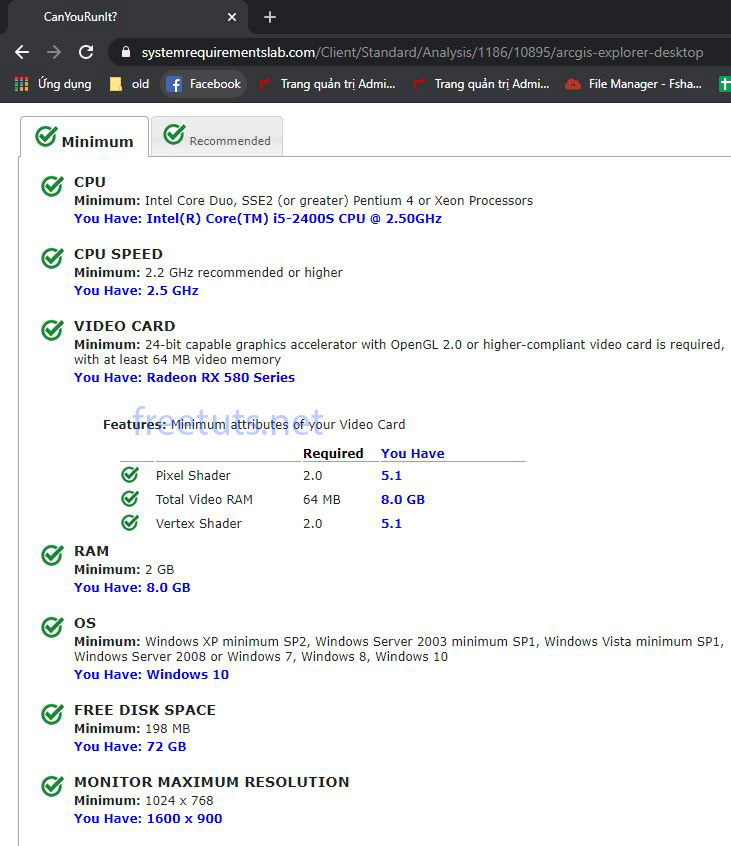 CanYouRunIt?
systemrequirementslab.com/Client/Standard/Analysis/1186/10895/arcgis-explorer-desktop
Ứng dụng old Facebook Trang quản trị Admi... Trang quản trị Admi... File Manager - Fsha...
Minimum Recommended
CPU
Minimum: Intel Core Duo, SSE2 (or greater) Pentium 4 or Xeon Processors
You Have: Intel(R) Core(TM) i5-2400S CPU @ 2.50GHz
CPU SPEED
Minimum: 2.2 GHz recommended or higher
You Have: 2.5 GHz
VIDEO CARD
Minimum: 24-bit capable graphics accelerator with OpenGL 2.0 or higher-compliant video card is required,
with at least 64 MB video memory
You Have: Radeon RX 580 Series
freetuts.net
Features: Minimum attributes of your Video Card
Required You Have
Pixel Shader 2.0 5.1
Total Video RAM 64 MB 8.0 GB
Vertex Shader 2.0 5.1
RAM
Minimum: 2 GB
You Have: 8.0 GB
OS
Minimum: Windows XP minimum SP2, Windows Server 2003 minimum SP1, Windows Vista minimum SP1,
Windows Server 2008 or Windows 7, Windows 8, Windows 10
You Have: Windows 10
FREE DISK SPACE
Minimum: 198 MB
You Have: 72 GB
MONITOR MAXIMUM RESOLUTION
Minimum: 1024 x 768
You Have: 1600 x 900